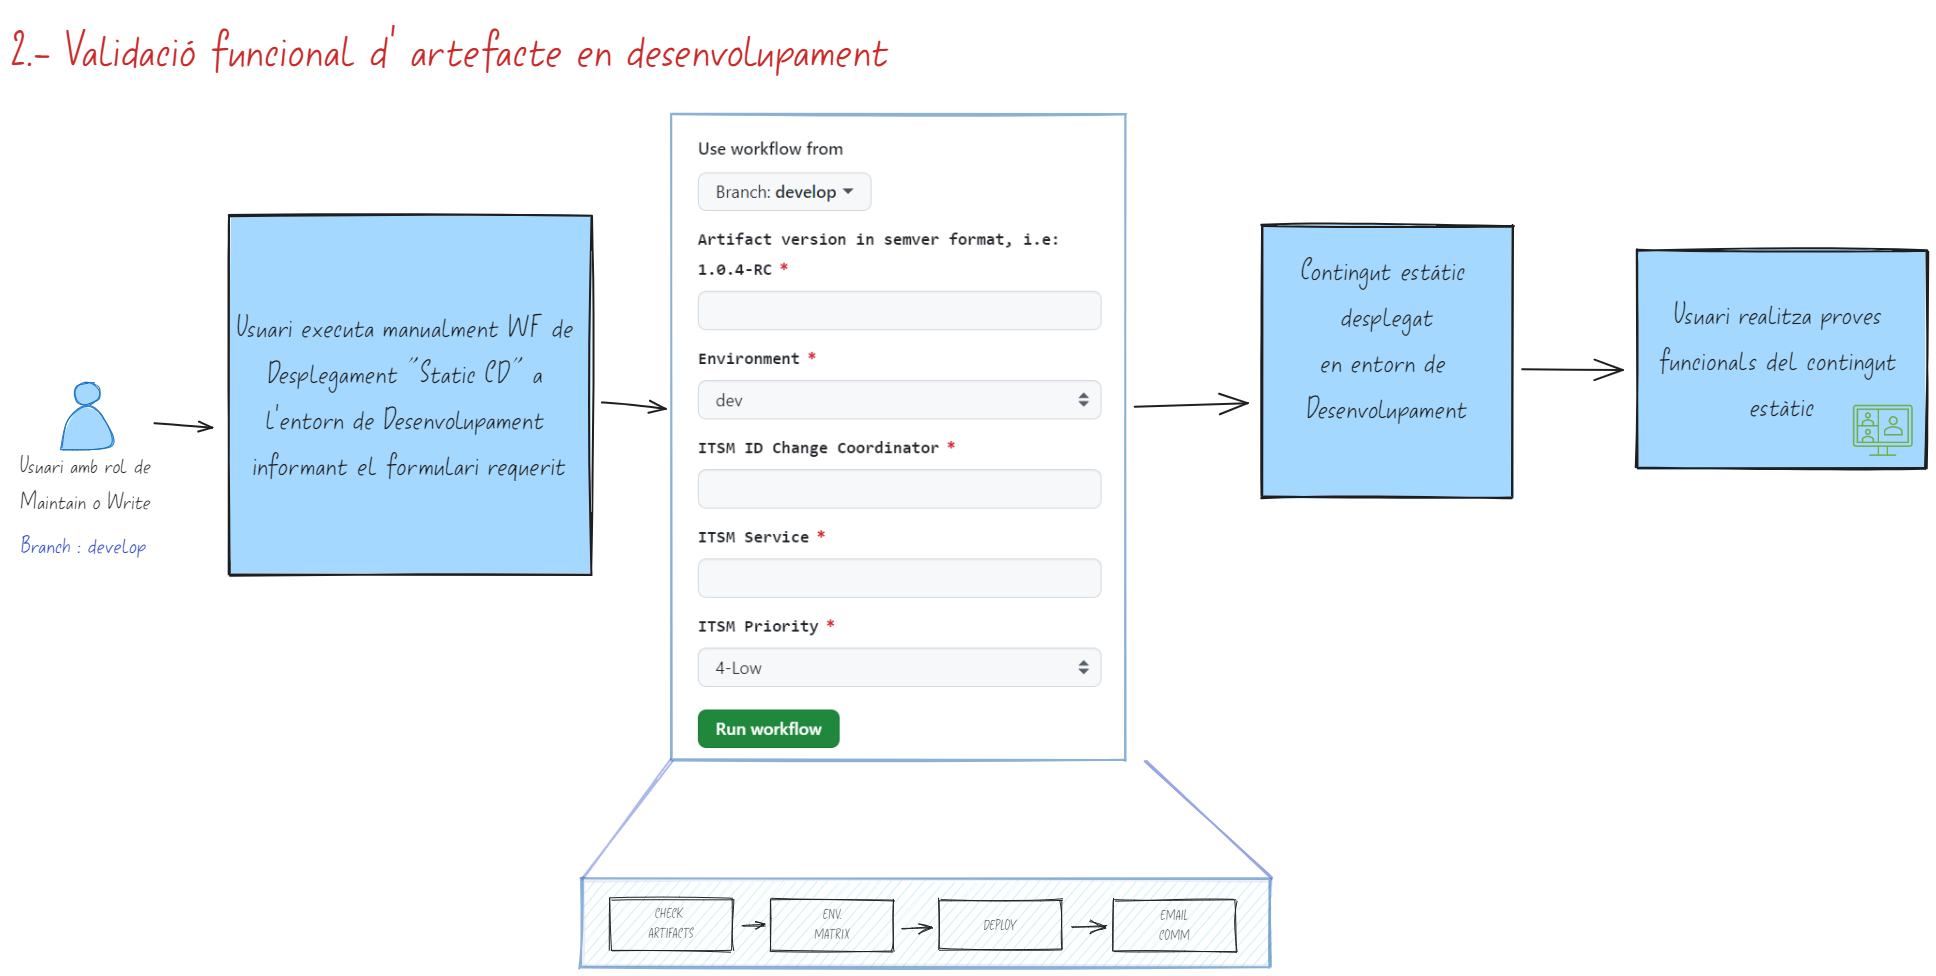 2.- Validació funcional d' artefacte en desenvolupament
Usuari amb rol de
Maintain o Write
Branch : develop
Usuari executa manualment WF de
Desplegament "Static CD" a
l'entorn de Desenvolupament
informant el formulari requerit
Use workflow from
Branch: develop
Artifact version in semver format, i.e:
1.0.4-RC *
Environment *
dev
ITSM ID Change Coordinator *
ITSM Service *
ITSM Priority *
4-Low
Run workflow
Contingut estátic
desplegat
en entorn de
Desenvolupament
Usuari realitza proves
funcionals del contingut
estàtic
CHECK
ARTIFACTS
ENV.
MATRIX
DEPLOY
EMAIL
COMM